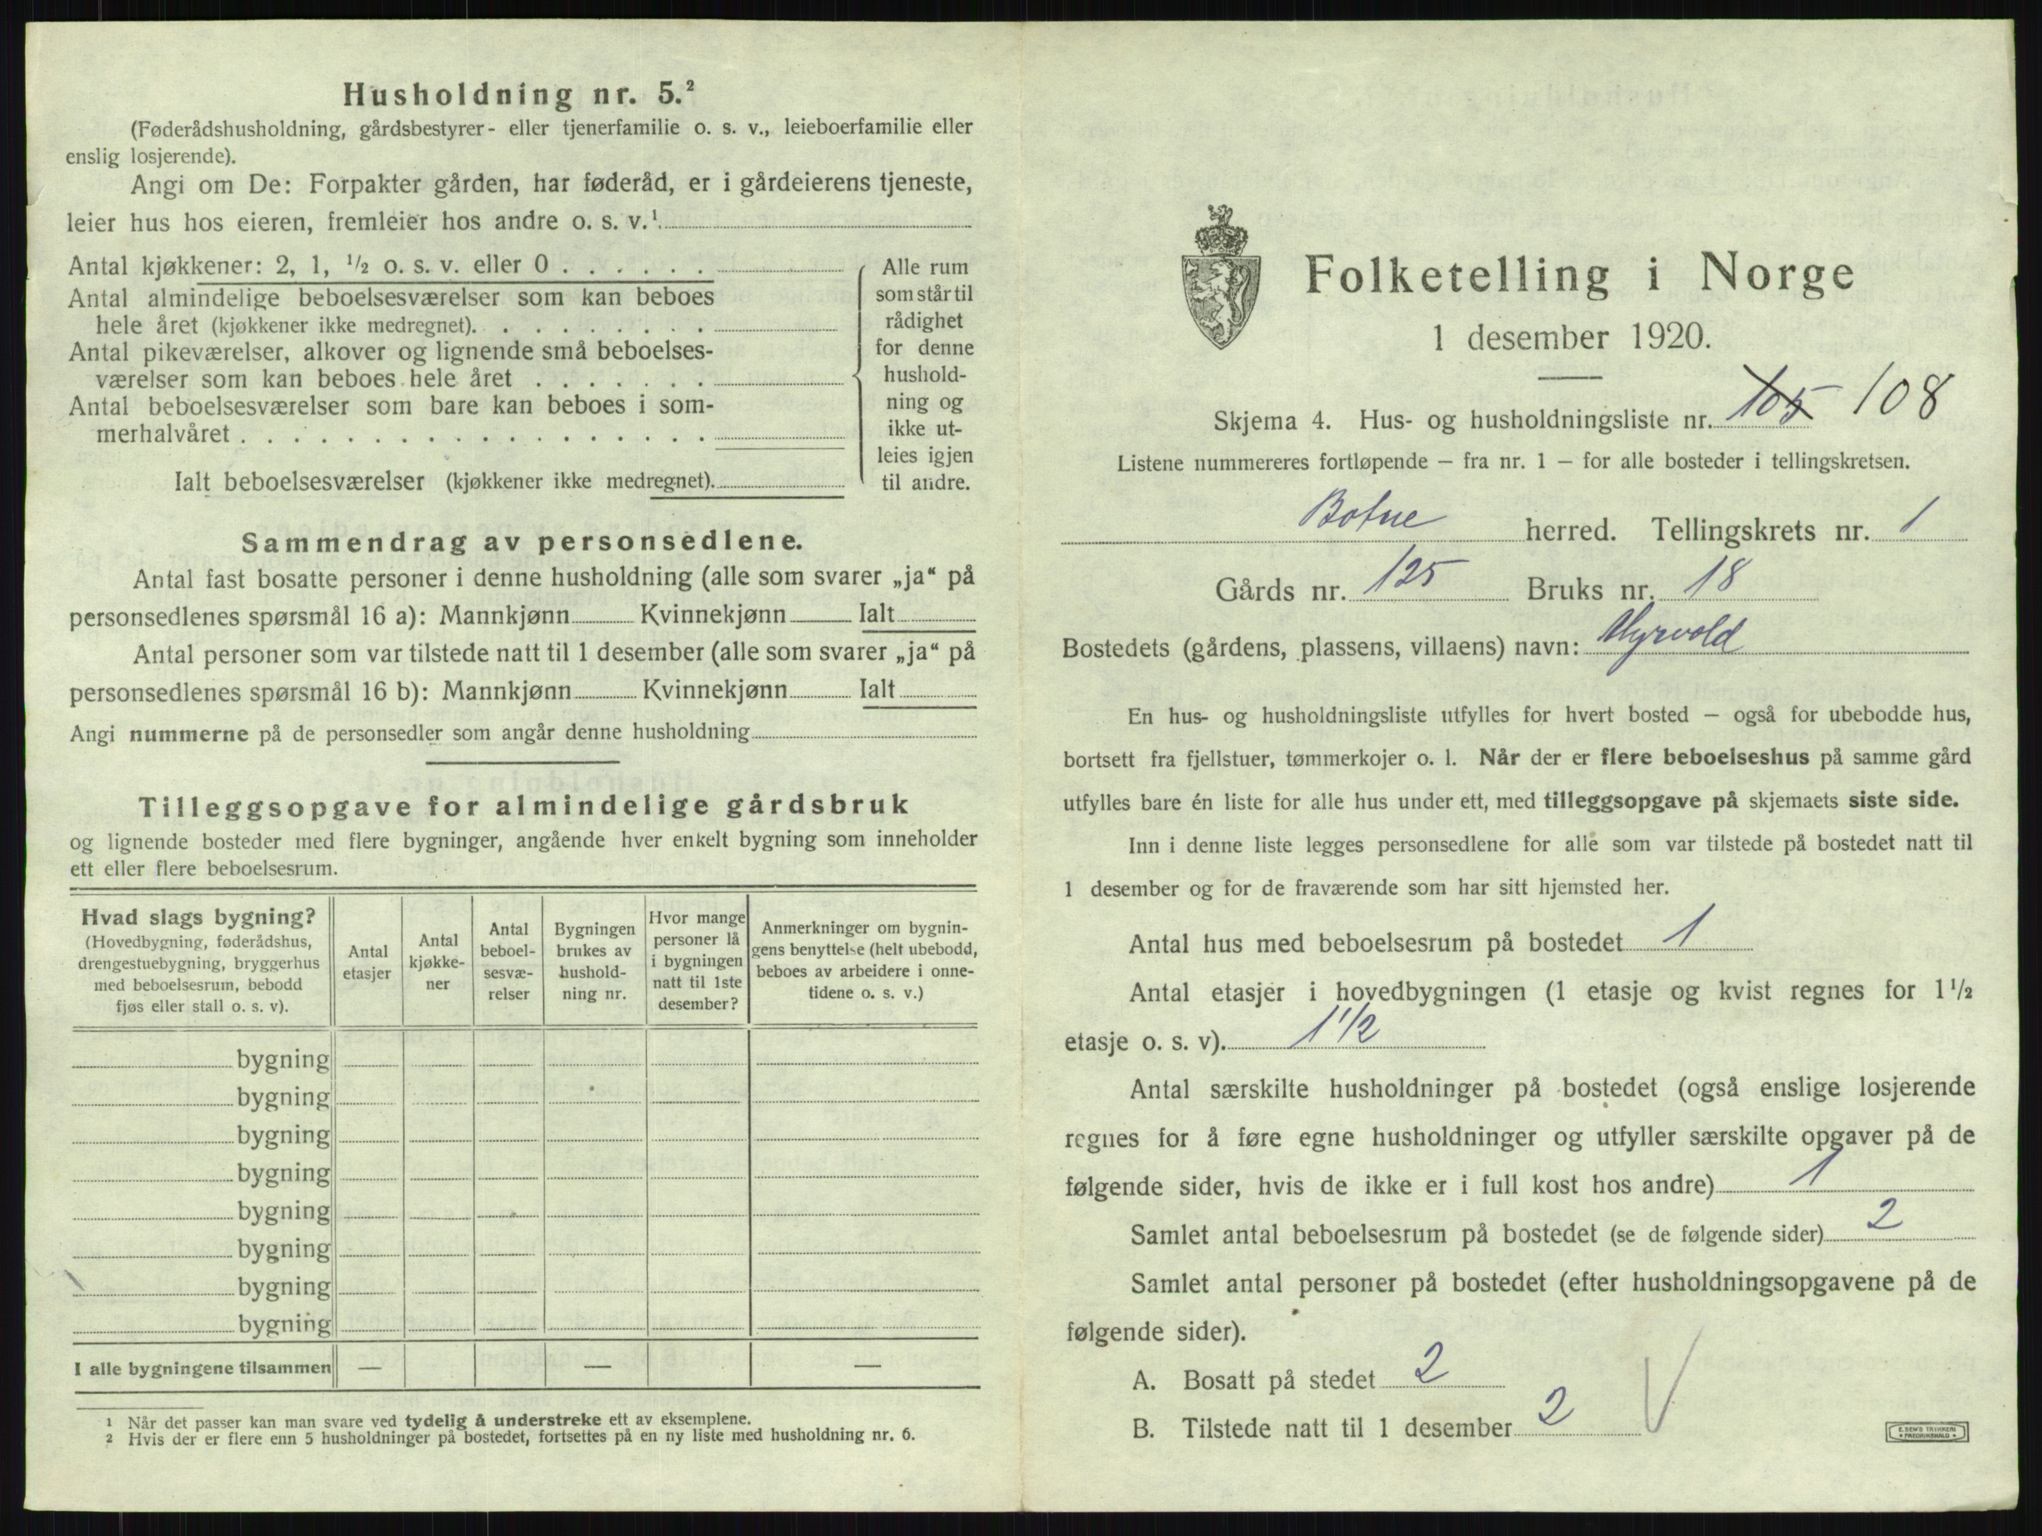 Husholdning nr. 5.²
(Føderådshusholdning, gårdsbestyrer- eller tjenerfamilie o. s. v., leieboerfamilie eller
enslig losjerende).
Angi om De: Forpakter gården, har føderåd, er i gårdeierens tjeneste,
leier hus hos eieren, fremleier hos andre o. s. v.¹
Antal kjøkkener: 2, 1, ½ o. s. v. eller 0 . . . . . .
Antal almindelige beboelsesværelser som kan beboes
hele året (kjøkkener ikke medregnet). . . . . . . . .
Antal pikeværelser, alkover og lignende små beboelses-
værelser som kan beboes hele året . . . . . . .
Antal beboelsesværelser som bare kan beboes i som-
merhalvåret . . . . . . . . . . . . . . . . . .
Ialt beboelsesværelser (kjøkkener ikke medregnet).
Alle rum
som står til
rådighet
for denne
hushold-
ning og
ikke ut-
leies igjen
til andre.
Sammendrag av personsedlene.
Antal fast bosatte personer i denne husholdning (alle som svarer „ja“ på
personsedlenes spørsmål 16 a): Mannkjønn Kvinnekjønn Ialt
Antal personer som var tilstede natt til 1 desember (alle som svarer „ja“ på
personsedlenes spørsmål 16 b): Mannkjønn Kvinnekjønn Ialt
Angi nummerne på de personsedler som angår denne husholdning
Tilleggsopgave for almindelige gårdsbruk
og lignende bosteder med flere bygninger, angående hver enkelt bygning som inneholder
ett eller flere beboelsesrum.
Hvad slags bygning?
(Hovedbygning, føderådshus,
drengestuebygning, bryggerhus
med beboelsesrum, bebodd
fjøs eller stall o. s. v).
Antal
etasjer
Antal
kjøkke-
ner
Antal
beboel-
sesvæ-
relser
Bygningen
brukes av
hushold-
ning nr.
Hvor mange
personer lå
i bygningen
natt til 1ste
desember?
Anmerkninger om bygnin-
gens benyttelse (helt ubebodd,
beboes av arbeidere i onne-
tidene o. s. v.)
bygning
bygning
bygning
bygning
bygning
bygning
bygning
bygning
I alle bygningene tilsammen — — —
¹ Når det passer kan man svare ved tydelig å understreke ett av eksemplene.
² Hvis der er flere enn 5 husholdninger på bostedet, fortsettes på en ny liste med husholdning nr. 6.
Folketelling i Norge
1 desember 1920.
Skjema 4. Hus- og husholdningsliste nr. 105 108
Listene nummereres fortløpende – fra nr. 1 – for alle bosteder i tellingskretsen.
Botne herred. Tellingskrets nr. 1
Gårds nr. 125 Bruks nr. 18
Bostedets (gårdens, plassens, villaens) navn: Myrvold
En hus- og husholdningsliste utfylles for hvert bosted – også for ubebodde hus,
bortsett fra fjellstuer, tømmerkojer o. l. Når der er flere beboelseshus på samme gård
utfylles bare én liste for alle hus under ett, med tilleggsopgave på skjemaets siste side.
Inn i denne liste legges personsedlene for alle som var tilstede på bostedet natt til
1 desember og for de fraværende som har sitt hjemsted her.
Antal hus med beboelsesrum på bostedet 1
Antal etasjer i hovedbygningen (1 etasje og kvist regnes for 1½
etasje o. s. v). 1 1/2
Antal særskilte husholdninger på bostedet (også enslige losjerende
regnes for å føre egne husholdninger og utfyller særskilte opgaver på de
følgende sider, hvis de ikke er i full kost hos andre) 1
Samlet antal beboelsesrum på bostedet (se de følgende sider) 2
Samlet antal personer på bostedet (efter husholdningsopgavene på de
følgende sider).
A. Bosatt på stedet 2
B. Tilstede natt til 1 desember 2